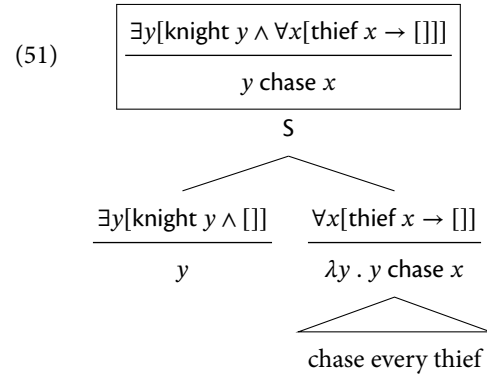 ∃y[knight y ∧ ∀x[thief x → []]]
(51)
y chase x
S
∃y[knight y ∧ []] ∀x[thief x → []]
y λy . y chase x
chase every thief